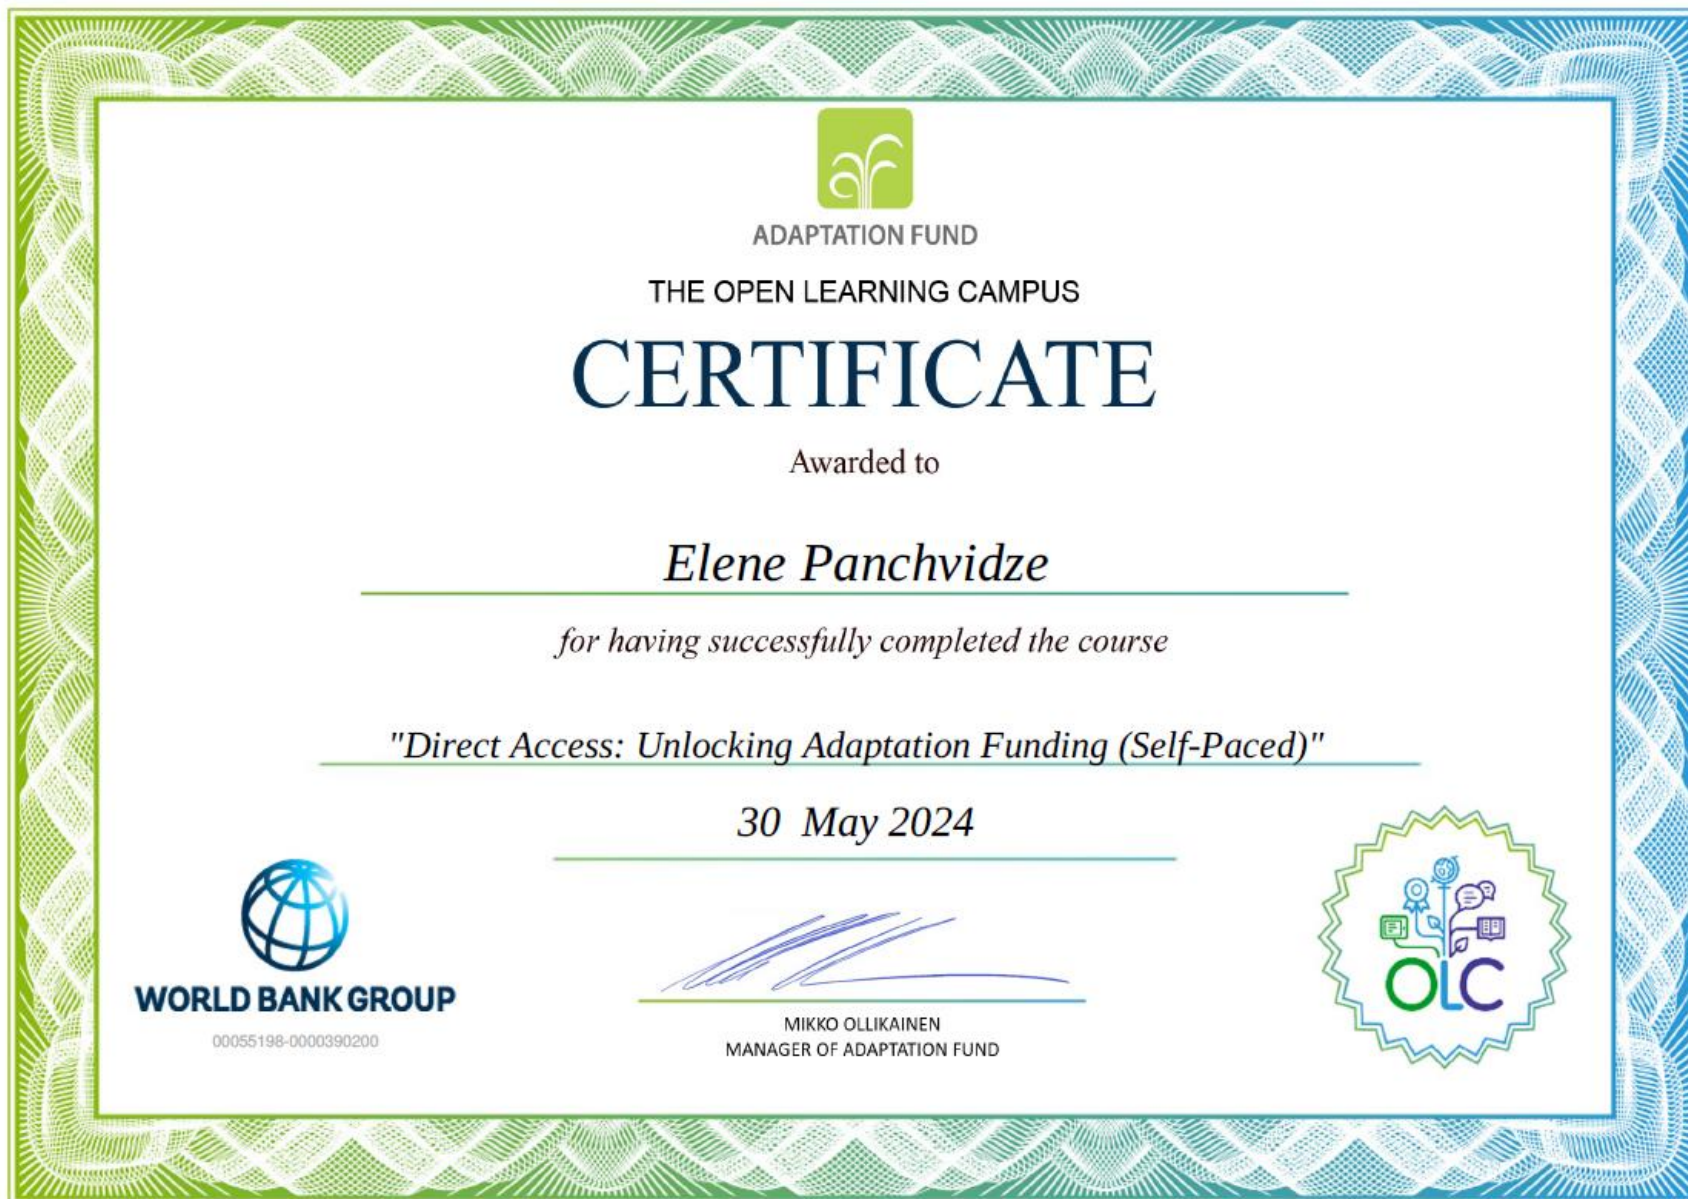 af
ADAPTATION FUND
THE OPEN LEARNING CAMPUS
CERTIFICATE
Awarded to
Elene Panchvidze
for having successfully completed the course
"Direct Access: Unlocking Adaptation Funding (Self-Paced)"
30 May 2024
WORLD BANK GROUP
00055198-0000390200
MIKKO OLLIKAINEN
MANAGER OF ADAPTATION FUND
OLC